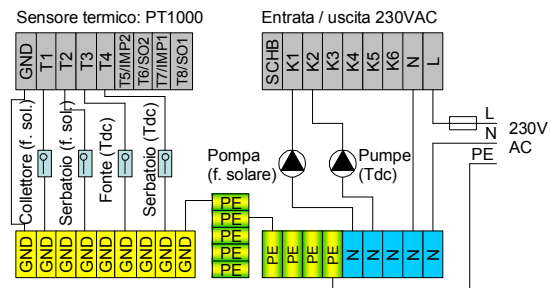 Sensore termico: PT1000
Entrata / uscita 230VAC
GND
T1
T2
T3
T4
T5/IMP2
T6/SO2
T7/IMP1
T8/SO1
SCHB
K1
K2
K3
K4
K5
K6
N
L
Collettore (f. sol.)
Serbatoio (f. sol.)
Fonte (Tdc)
Serbatoio (Tdc)
Pompa
(f. solare)
Pumpe
(Tdc)
L
N
PE
230V
AC
PE
PE
PE
PE
PE
GND
GND
GND
GND
GND
GND
GND
GND
GND
PE
PE
PE
PE
N
N
N
N
N